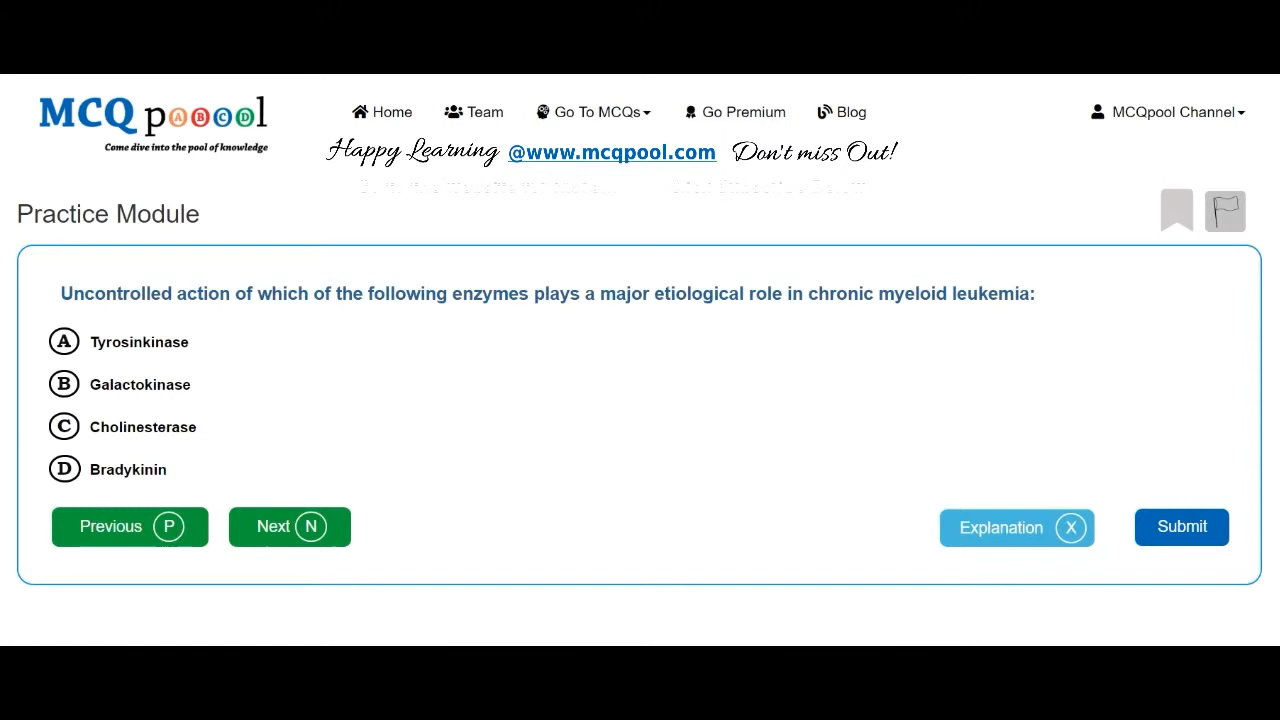 MCQ pABCDl
Come dive into the pool of knowledge
Home Team Go To MCQs Go Premium Blog MCQpool Channel
Happy Learning @www.mcqpool.com Don't miss Out!
Practice Module
Uncontrolled action of which of the following enzymes plays a major etiological role in chronic myeloid leukemia:
A Tyrosinkinase
B Galactokinase
C Cholinesterase
D Bradykinin
Previous P Next N Explanation X Submit